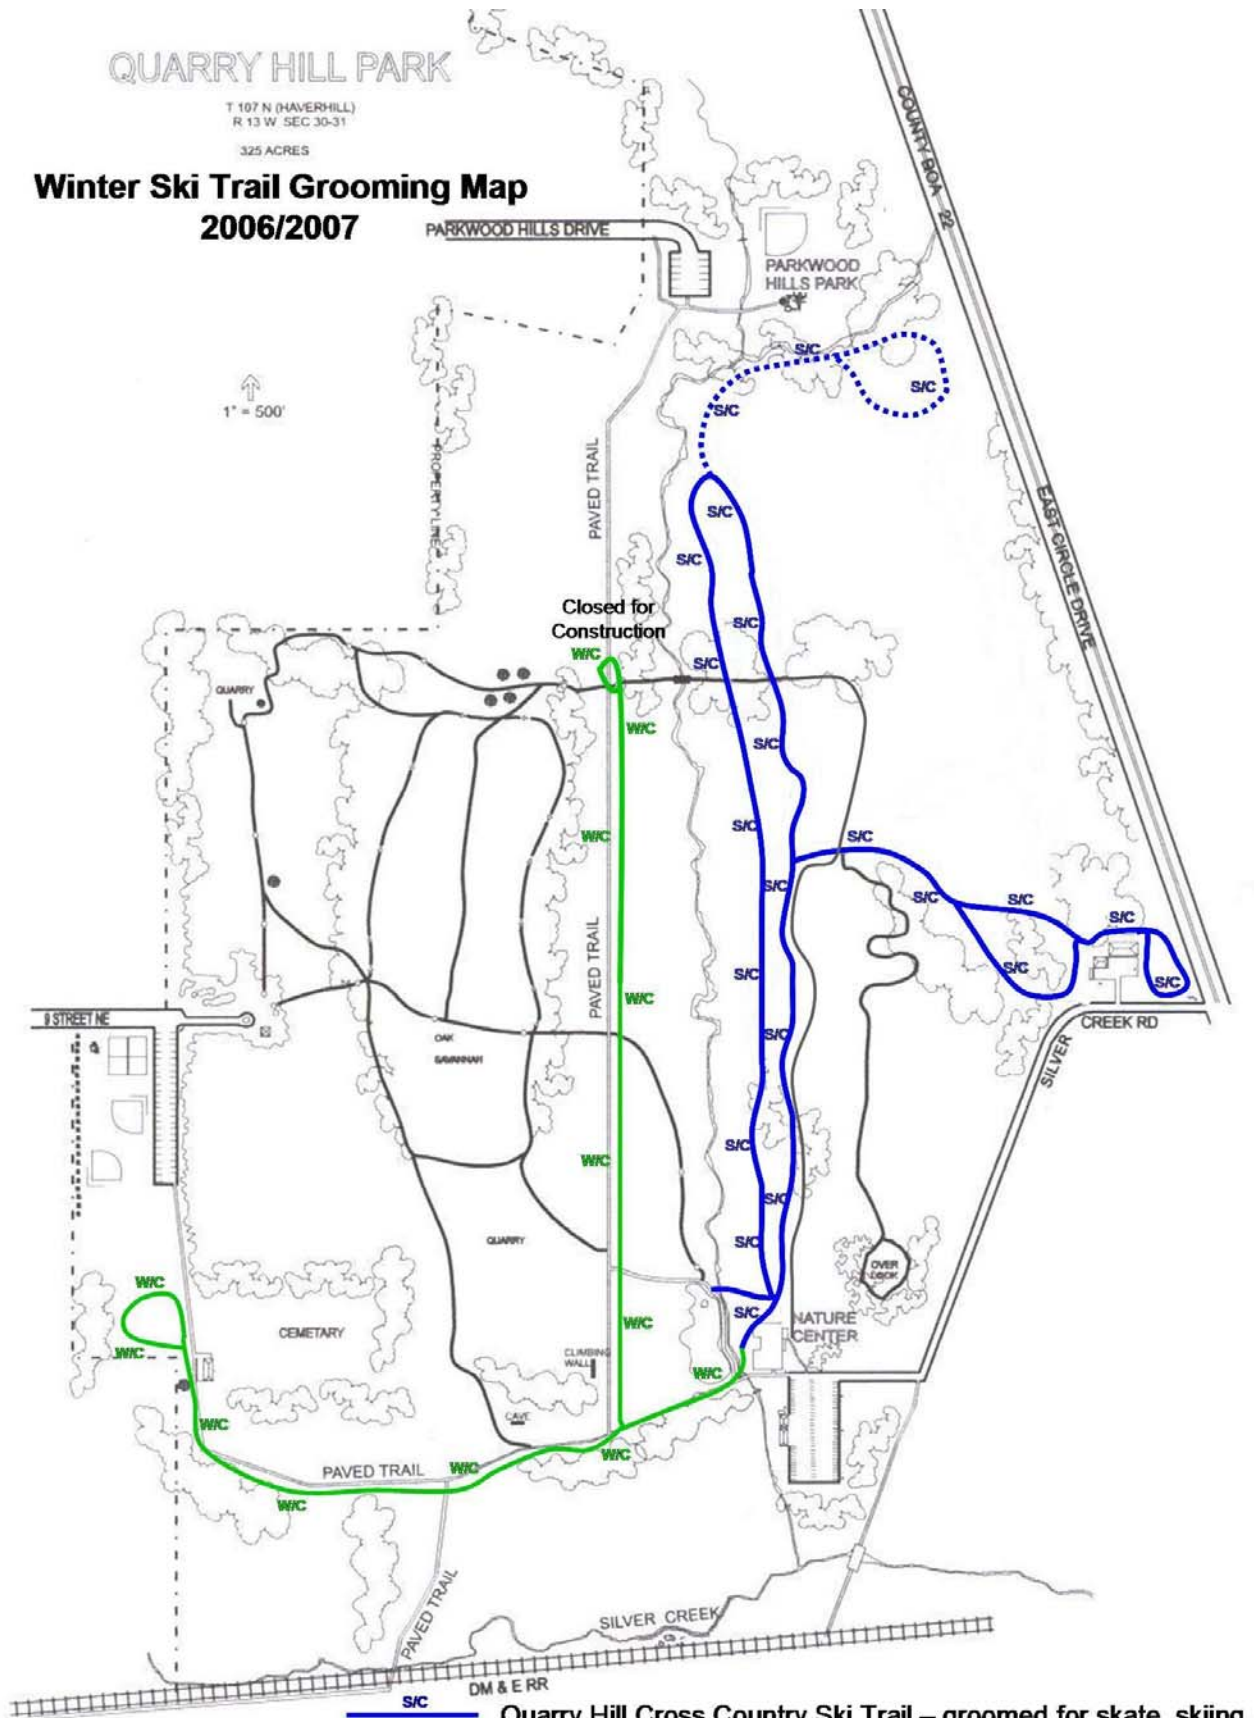 QUARRY HILL PARK
T 107 N (HAVERHILL)
R 13 W SEC 30-31
325 ACRES
Winter Ski Trail Grooming Map
2006/2007
PARKWOOD HILLS DRIVE
COUNTY ROA 22
PARKWOOD
HILLS PARK
S/C
S/C
S/C
1" = 500'
PAVED TRAIL
PROPERTY LINE
S/C
EAST CIRCLE DRIVE
S/C
Closed for
Construction
S/C
W/C
S/C
QUARRY
W/C
S/C
W/C
S/C
S/C
S/C
S/C
S/C
S/C
PAVED TRAIL
S/C
S/C
S/C
W/C
9 STREET NE
CREEK RD
SILVER
OAK
SAVANNAH
S/C
S/C
W/C
S/C
QUARRY
S/C
OVER
LOOK
W/C
S/C
W/C
NATURE
CENTER
CEMETARY
W/C
CLIMBING
WALL
W/C
CAVE
W/C
W/C
PAVED TRAIL
W/C
W/C
PAVED TRAIL
SILVER CREEK
DM & E RR
S/C
Quarry Hill Cross Country Ski Trail – groomed for skate, skiing